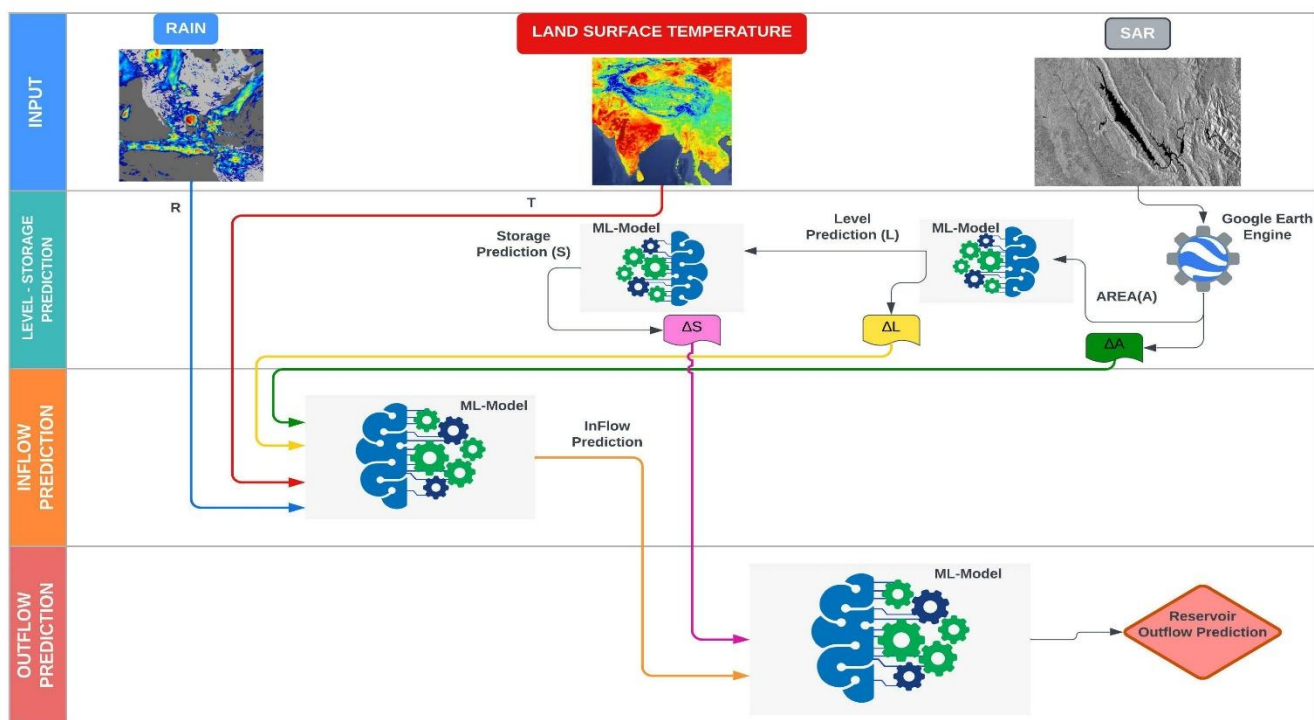 INPUT
RAIN
LAND SURFACE TEMPERATURE
SAR
LEVEL - STORAGE
PREDICTION
R
T
Storage
Prediction (S)
ML-Model
Level
Prediction (L)
ML-Model
Google Earth
Engine
AREA(A)
ΔS
ΔL
ΔA
INFLOW
PREDICTION
ML-Model
InFlow
Prediction
OUTFLOW
PREDICTION
ML-Model
Reservoir
Outflow Prediction